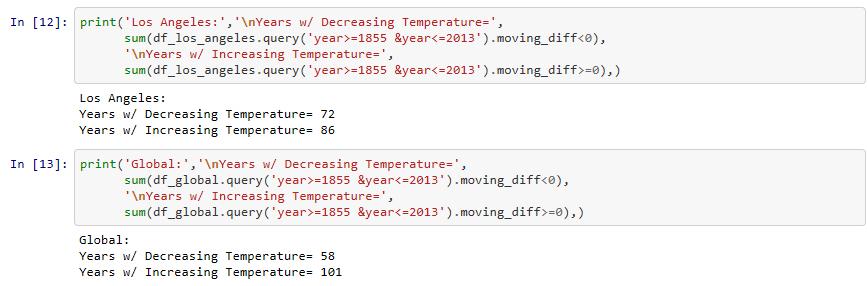 In [12]: print('Los Angeles:','\nYears w/ Decreasing Temperature=',
sum(df_los_angeles.query('year>=1855 &year<=2013').moving_diff<0),
'\nYears w/ Increasing Temperature=',
sum(df_los_angeles.query('year>=1855 &year<=2013').moving_diff>=0),)
Los Angeles:
Years w/ Decreasing Temperature= 72
Years w/ Increasing Temperature= 86
In [13]: print('Global:','\nYears w/ Decreasing Temperature=',
sum(df_global.query('year>=1855 &year<=2013').moving_diff<0),
'\nYears w/ Increasing Temperature=',
sum(df_global.query('year>=1855 &year<=2013').moving_diff>=0),)
Global:
Years w/ Decreasing Temperature= 58
Years w/ Increasing Temperature= 101